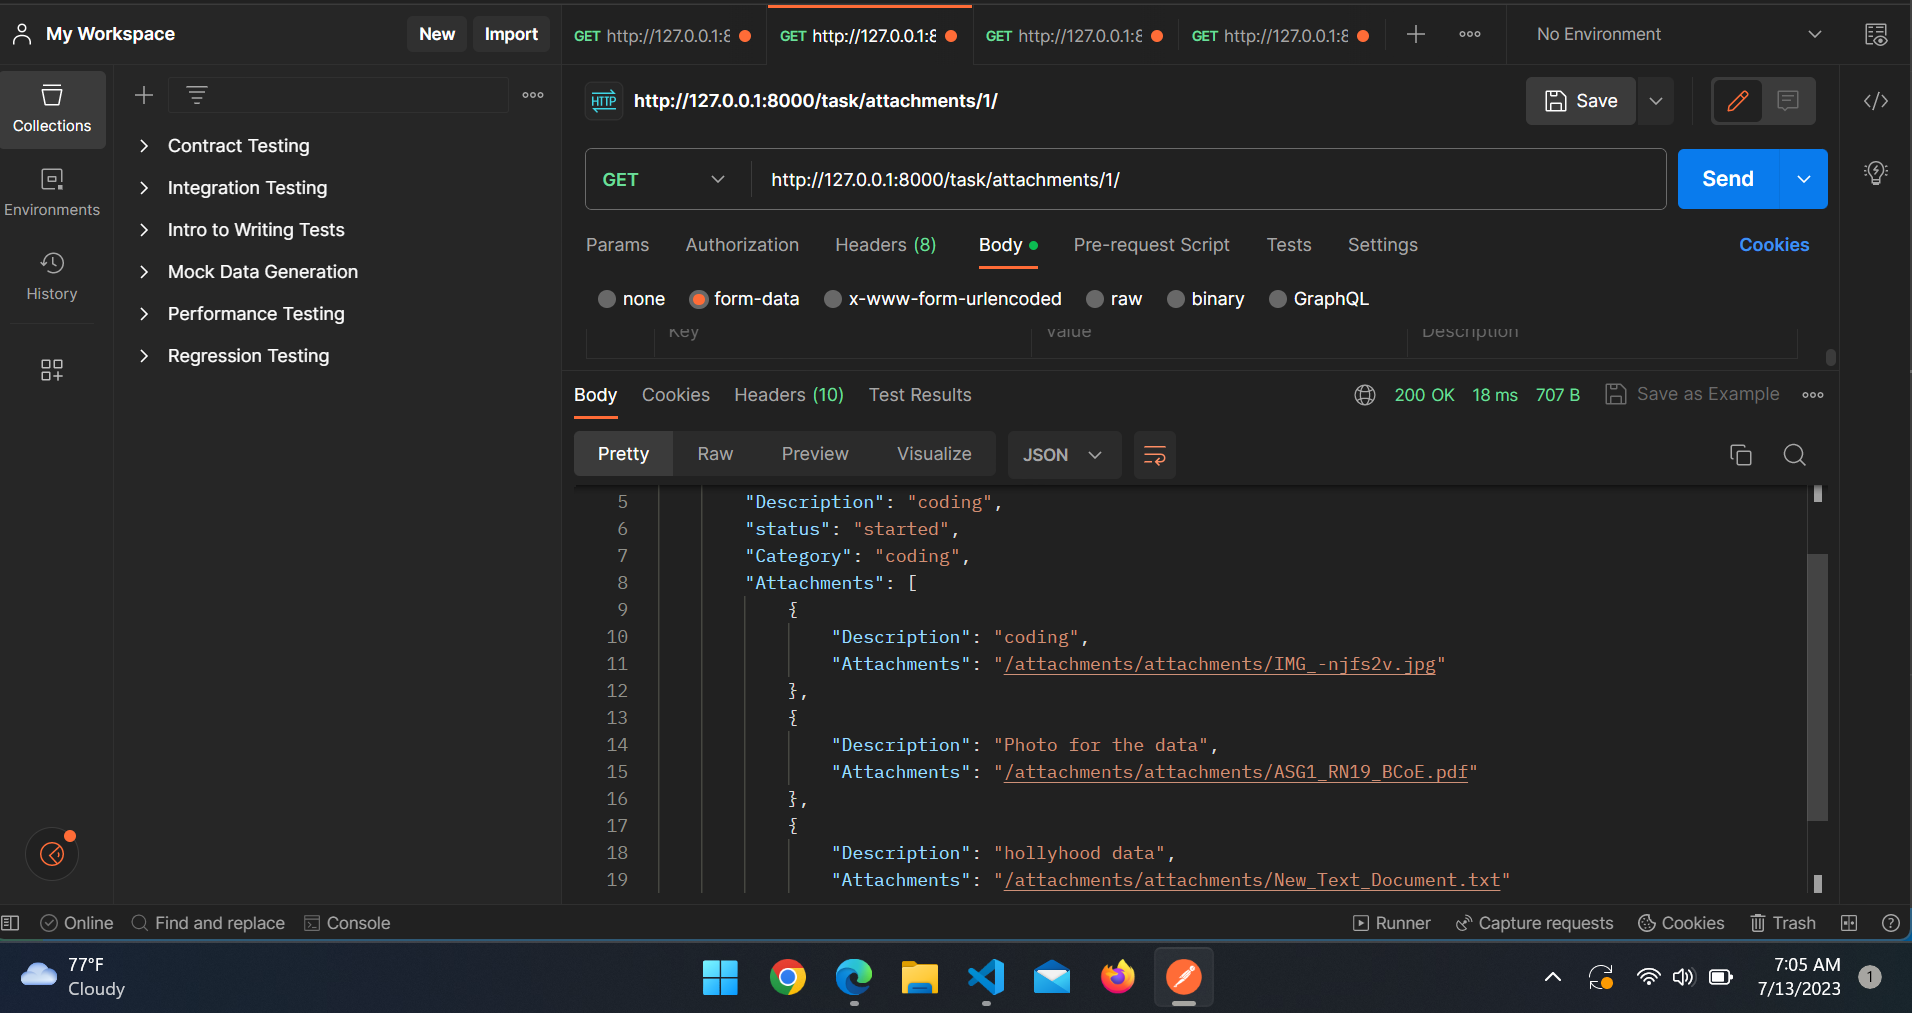 My Workspace
New
Import
GET http://127.0.0.1:8
GET http://127.0.0.1:8
GET http://127.0.0.1:8
GET http://127.0.0.1:8
No Environment
Collections
Environments
History
Contract Testing
Integration Testing
Intro to Writing Tests
Mock Data Generation
Performance Testing
Regression Testing
HTTP
http://127.0.0.1:8000/task/attachments/1/
Save
GET
http://127.0.0.1:8000/task/attachments/1/
Send
Params Authorization Headers (8) Body Pre-request Script Tests Settings Cookies
none form-data x-www-form-urlencoded raw binary GraphQL
Key Value Description
Body Cookies Headers (10) Test Results
200 OK 18 ms 707 B Save as Example
Pretty Raw Preview Visualize JSON
5 "Description": "coding",
6 "status": "started",
7 "Category": "coding",
8 "Attachments": [
9 {
10 "Description": "coding",
11 "Attachments": "/attachments/attachments/IMG_-njfs2v.jpg"
12 },
13 {
14 "Description": "Photo for the data",
15 "Attachments": "/attachments/attachments/ASG1_RN19_BCoE.pdf"
16 },
17 {
18 "Description": "hollyhood data",
19 "Attachments": "/attachments/attachments/New_Text_Document.txt"
Online Find and replace Console
Runner Capture requests Cookies Trash
77°F
Cloudy
7:05 AM
7/13/2023
1